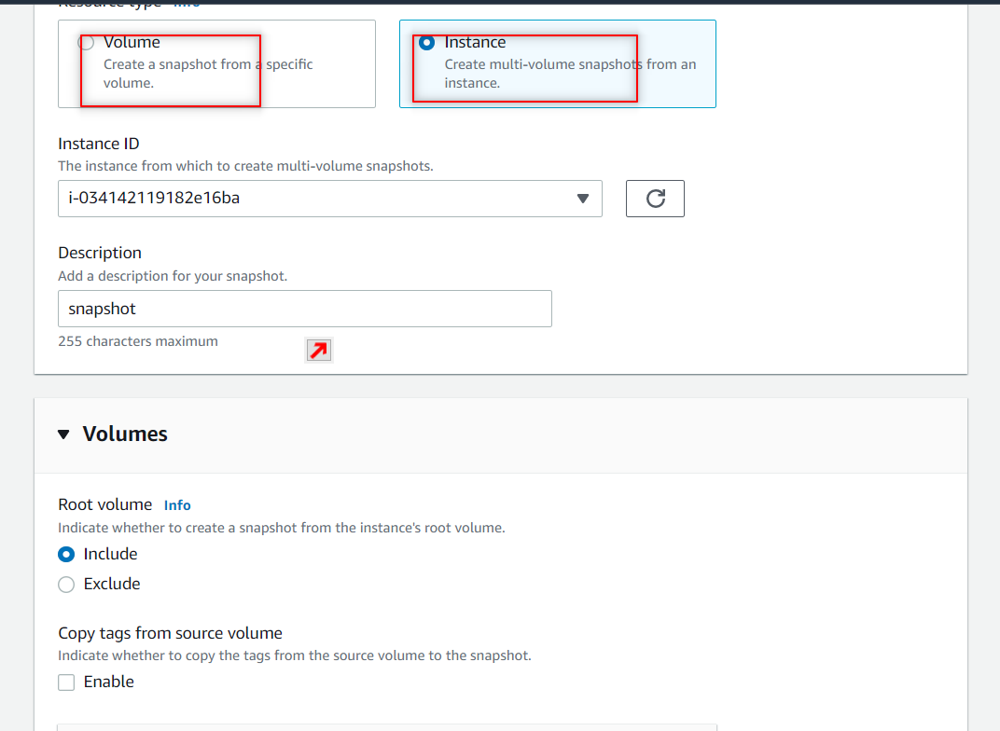 Resource type Info
Volume
Create a snapshot from a specific
volume.
Instance
Create multi-volume snapshots from an
instance.
Instance ID
The instance from which to create multi-volume snapshots.
i-034142119182e16ba
Description
Add a description for your snapshot.
snapshot
255 characters maximum
Volumes
Root volume Info
Indicate whether to create a snapshot from the instance's root volume.
Include
Exclude
Copy tags from source volume
Indicate whether to copy the tags from the source volume to the snapshot.
Enable